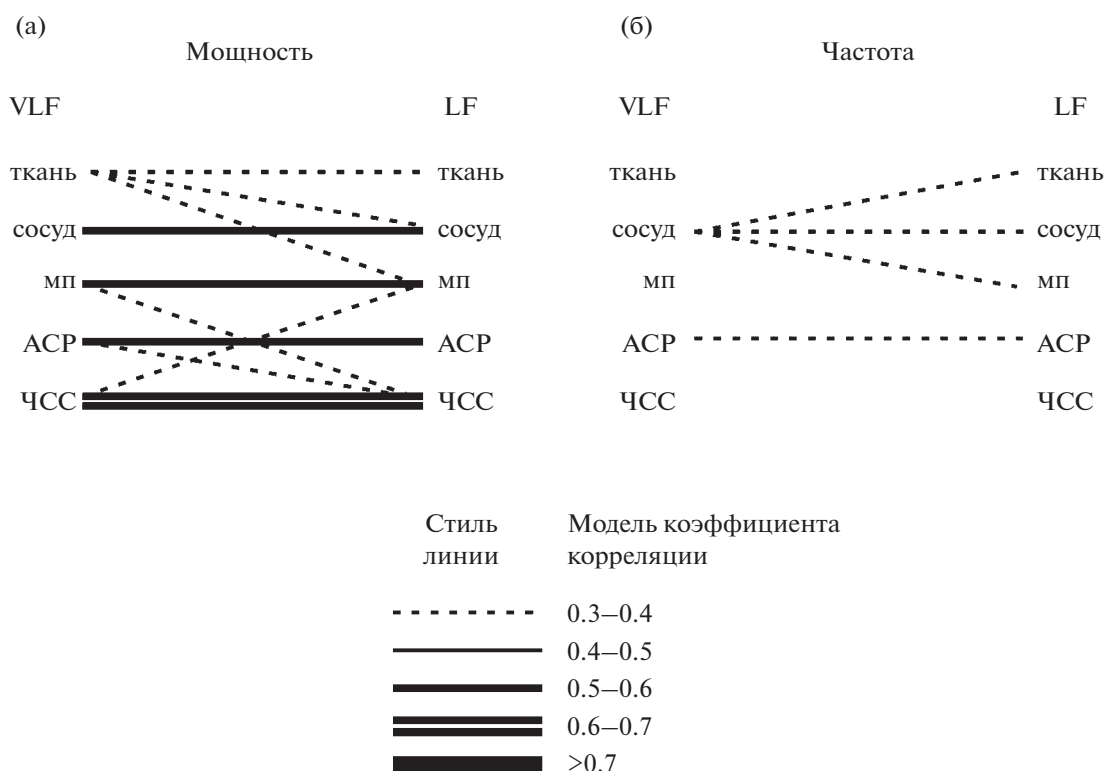 (а)
Мощность
VLF LF
ткань ткань
сосуд сосуд
мп мп
АСР АСР
ЧСС ЧСС
(б)
Частота
VLF LF
ткань ткань
сосуд сосуд
мп мп
АСР АСР
ЧСС ЧСС
Стиль
линии
Модель коэффициента
корреляции
0.3–0.4
0.4–0.5
0.5–0.6
0.6–0.7
>0.7